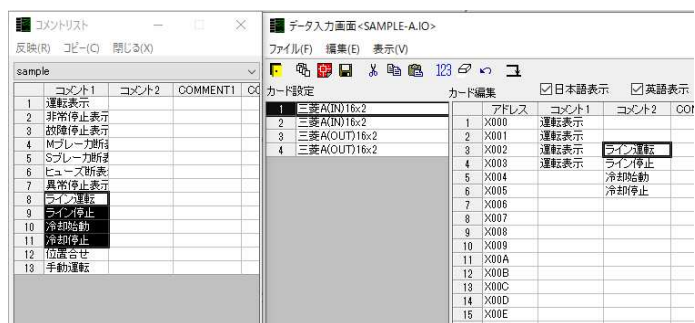 コメントリスト
反映(R) コピー(C) 閉じる(X)
sample
コメント1 コメント2 COMMENT1 CO
1 運転表示
2 非常停止表示
3 故障停止表示
4 Mブレーカ断表
5 Sブレーカ断表
6 ヒューズ断表
7 異常停止表示
8 ライン運転
9 ライン停止
10 冷却始動
11 冷却停止
12 位置合せ
13 手動運転
データ入力画面<SAMPLE-A.IO>
ファイル(F) 編集(E) 表示(V)
123
カード設定
1 三菱A(IN)16x2
2 三菱A(IN)16x2
3 三菱A(OUT)16x2
4 三菱A(OUT)16x2
カード編集 日本語表示 英語表示
アドレス コメント1 コメント2 CON
1 X000 運転表示
2 X001 運転表示
3 X002 運転表示 ライン運転
4 X003 運転表示 ライン停止
5 X004 冷却始動
6 X005 冷却停止
7 X006
8 X007
9 X008
10 X009
11 X00A
12 X00B
13 X00C
14 X00D
15 X00E